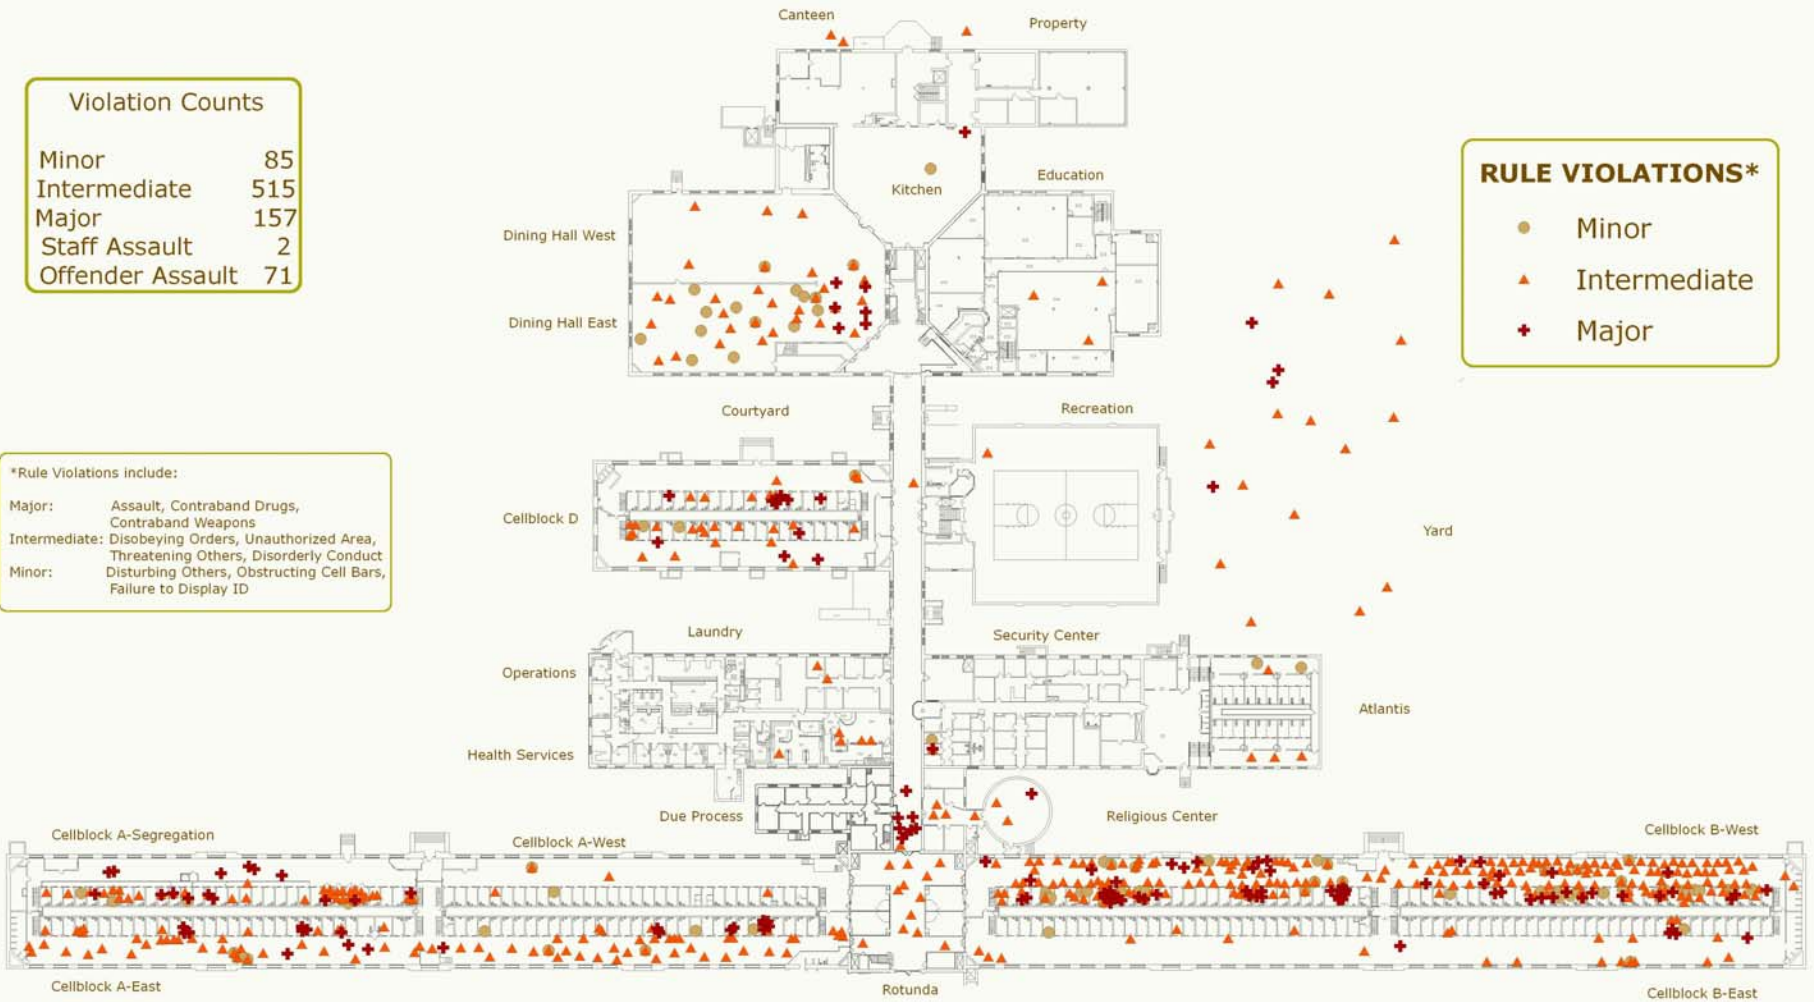 Canteen
Property
Violation Counts
Minor 85
Intermediate 515
Major 157
Staff Assault 2
Offender Assault 71
RULE VIOLATIONS*
Minor
Intermediate
Major
Kitchen
Education
Dining Hall West
Dining Hall East
Courtyard
Recreation
*Rule Violations include:
Major: Assault, Contraband Drugs,
Contraband Weapons
Intermediate: Disobeying Orders, Unauthorized Area,
Threatening Others, Disorderly Conduct
Minor: Disturbing Others, Obstructing Cell Bars,
Failure to Display ID
Cellblock D
Yard
Laundry
Security Center
Operations
Atlantis
Health Services
Due Process
Religious Center
Cellblock A-Segregation
Cellblock A-West
Cellblock B-West
Cellblock A-East
Rotunda
Cellblock B-East